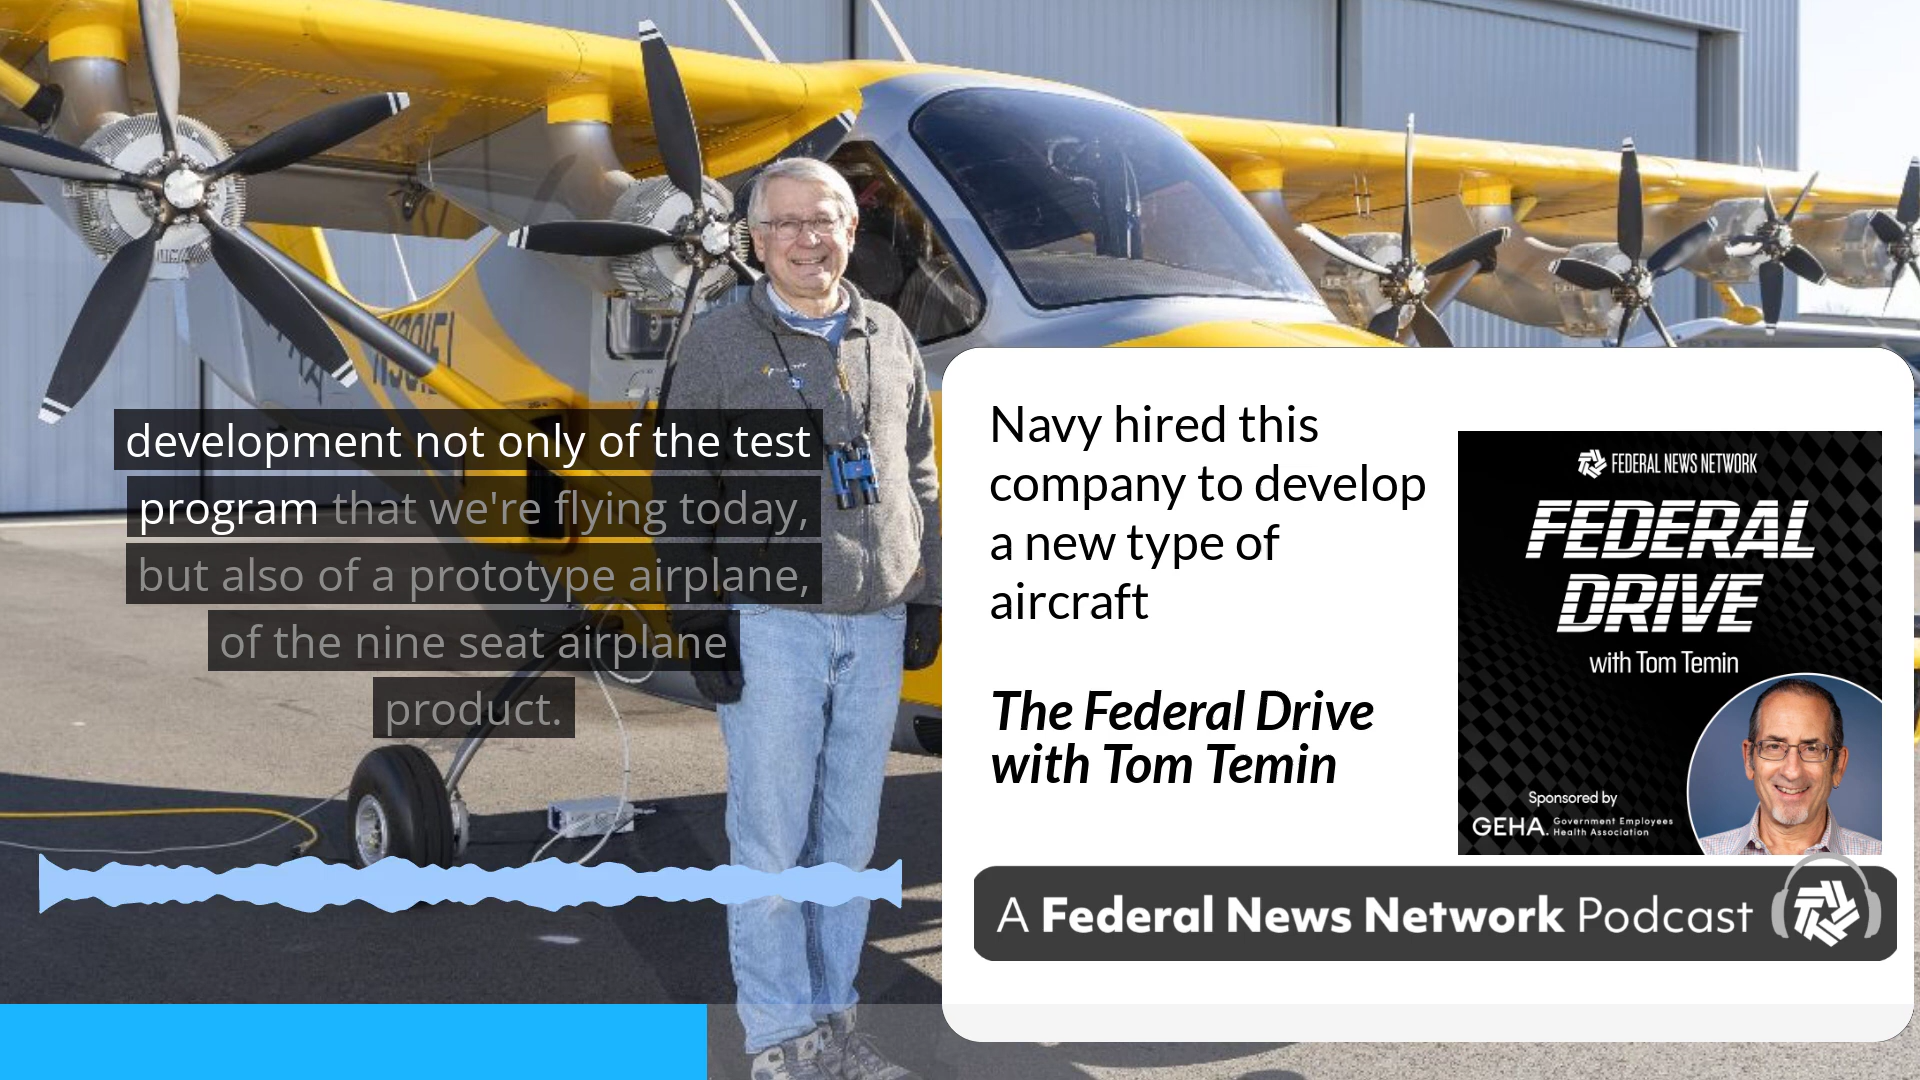 development not only of the test
program that we're flying today,
but also of a prototype airplane,
of the nine seat airplane
product.
Navy hired this
company to develop
a new type of
aircraft
The Federal Drive
with Tom Temin
FEDERAL NEWS NETWORK
FEDERAL
DRIVE
with Tom Temin
Sponsored by
GEHA. Government Employees
Health Association
A Federal News Network Podcast